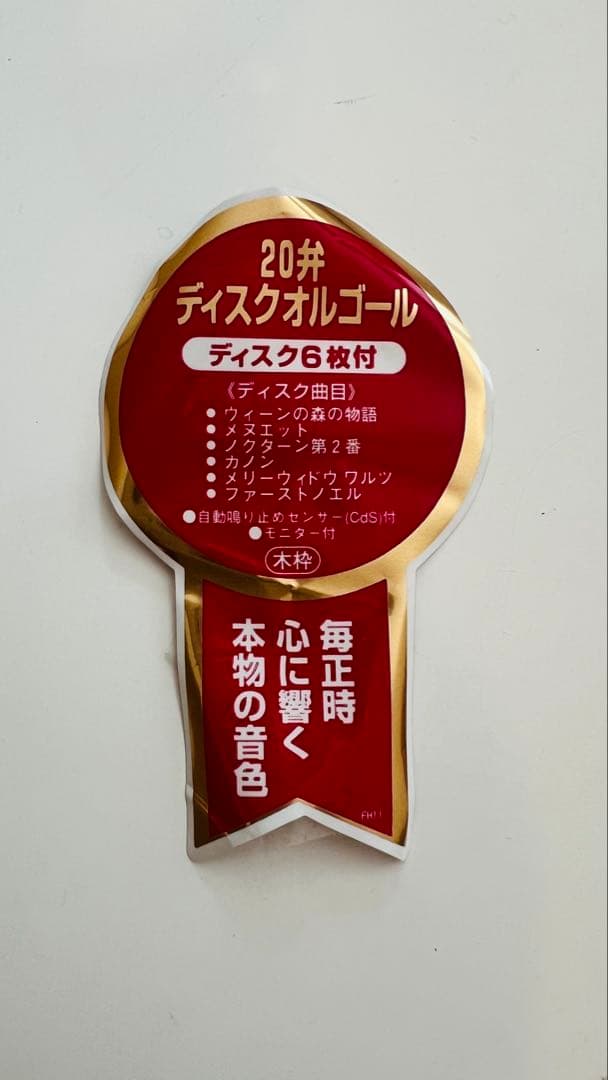 20弁
ディスクオルゴール
ディスク6枚付
《ディスク曲目》
● ウィーンの森の物語
● メヌエット
● ノクターン第2番
● カノン
● メリーウィドウ ワルツ
● ファーストノエル
●自動鳴り止めセンサー(CdS)付
●モニター付
木枠
毎正時
心に響く
本物の音色